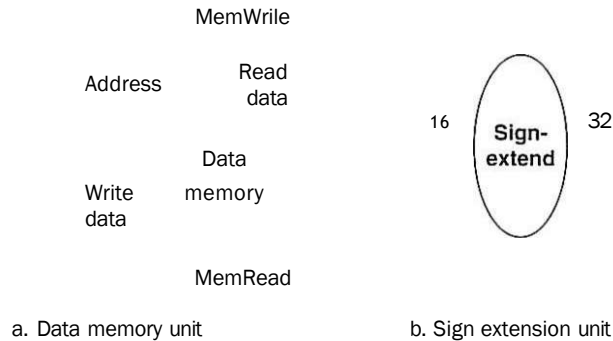 MemWrile
Address
Read
data
Data
Write memory
data
MemRead
16
Sign-
extend
32
a. Data memory unit
b. Sign extension unit